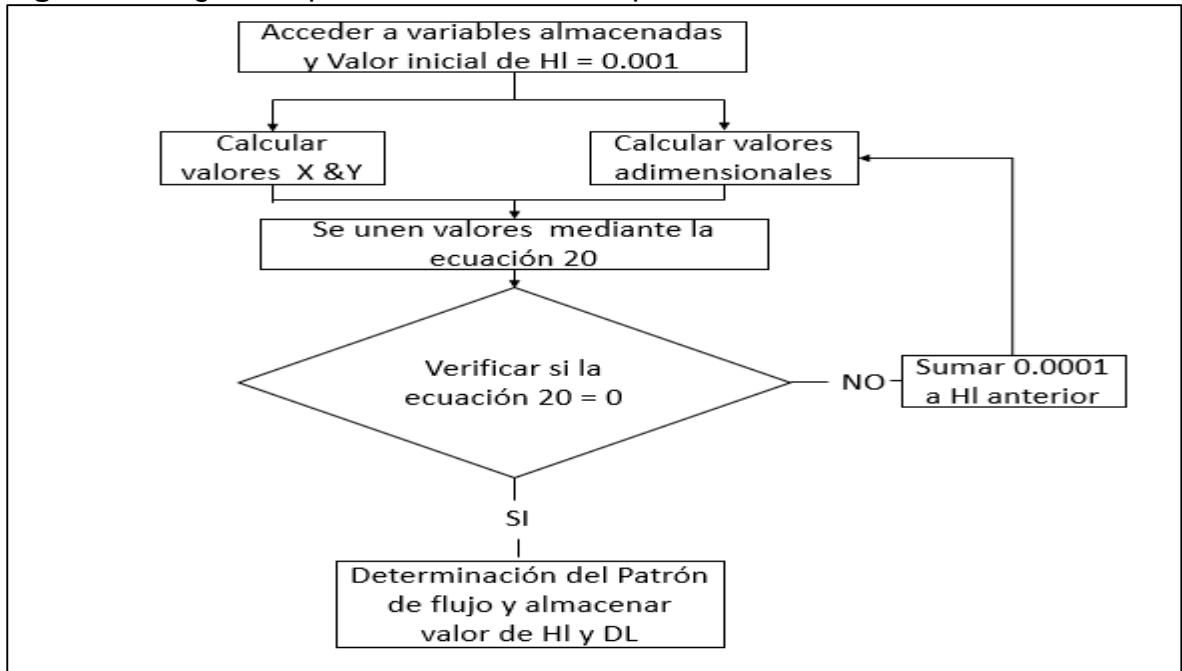 Acceder a variables almacenadas
y Valor inicial de Hl = 0.001
Calcular
valores X &Y
Calcular valores
adimensionales
Se unen valores mediante la
ecuación 20
Verificar si la
ecuación 20 = 0
NO
Sumar 0.0001
a Hl anterior
SI
Determinación del Patrón
de flujo y almacenar
valor de Hl y DL